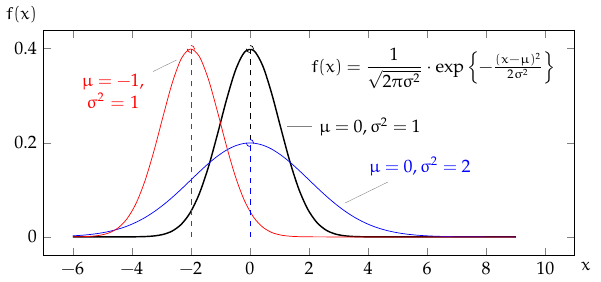 f(x)
0.4
0.2
0
μ = −1,
σ² = 1
f(x) = 1/√(2πσ²) · exp {−(x−μ)²/2σ²}
μ = 0, σ² = 1
μ = 0, σ² = 2
−6 −4 −2 0 2 4 6 8 10 x